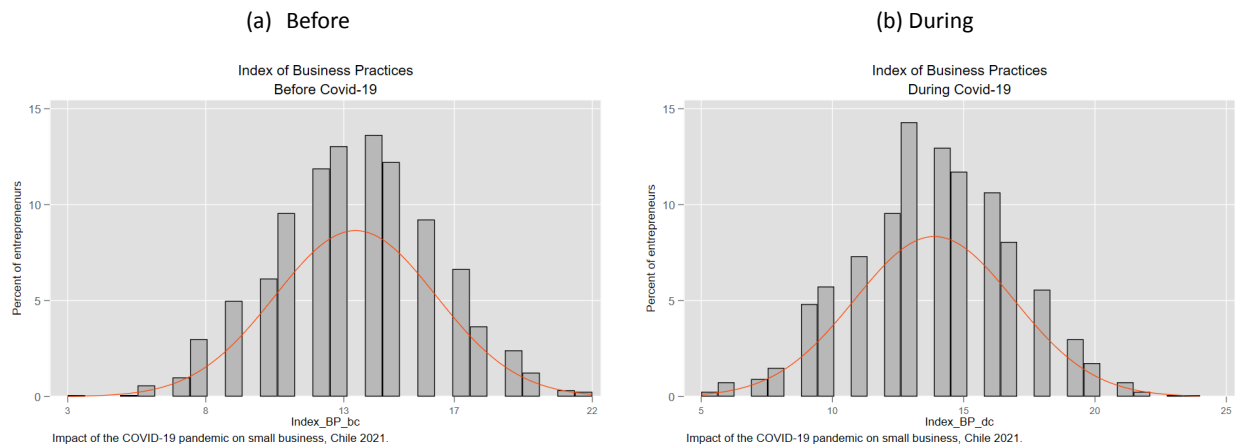 (a) Before
Index of Business Practices
Before Covid-19
Percent of entrepreneurs
15
10
5
0
3
8
13
17
22
Index_BP_bc
Impact of the COVID-19 pandemic on small business, Chile 2021.
(b) During
Index of Business Practices
During Covid-19
Percent of entrepreneurs
15
10
5
0
5
10
15
20
25
Index_BP_dc
Impact of the COVID-19 pandemic on small business, Chile 2021.